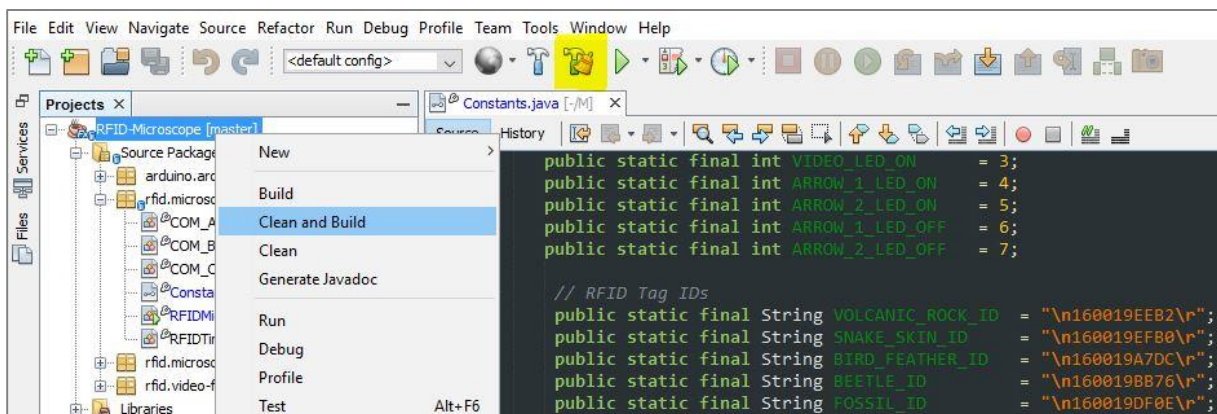 File Edit View Navigate Source Refactor Run Debug Profile Team Tools Window Help
<default config>
Projects
Constants.java [-/M]
Services
Files
RFID-Microscope [master]
Source Package
arduino.arc
rfid.microsc
COM_A
COM_B
COM_C
Consta
RFIDMi
RFIDTi
rfid.microsc
rfid.video-f
Libraries
New
Build
Clean and Build
Clean
Generate Javadoc
Run
Debug
Profile
Test Alt+F6
Source History
public static final int VIDEO_LED_ON = 3;
public static final int ARROW_1_LED_ON = 4;
public static final int ARROW_2_LED_ON = 5;
public static final int ARROW_1_LED_OFF = 6;
public static final int ARROW_2_LED_OFF = 7;
// RFID Tag IDs
public static final String VOLCANIC_ROCK_ID = "\n160019EEB2\r";
public static final String SNAKE_SKIN_ID = "\n160019EFB0\r";
public static final String BIRD_FEATHER_ID = "\n160019A7DC\r";
public static final String BEETLE_ID = "\n160019BB76\r";
public static final String FOSSIL_ID = "\n160019DF0E\r";